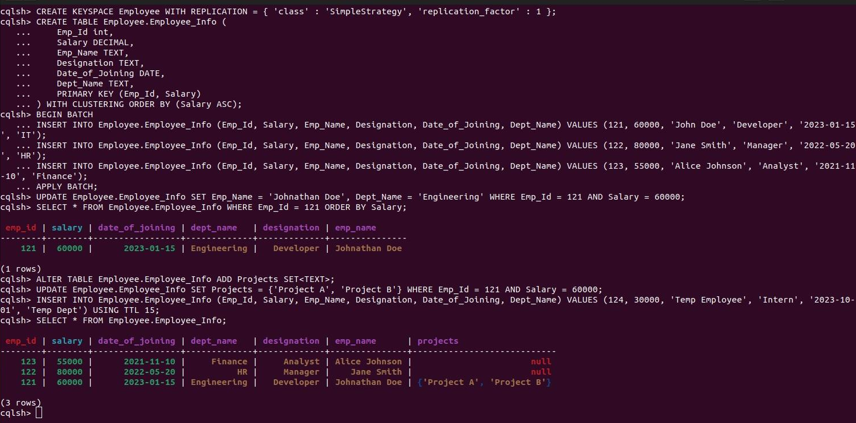 cqlsh> CREATE KEYSPACE Employee WITH REPLICATION = { 'class' : 'SimpleStrategy', 'replication_factor' : 1 };
cqlsh> CREATE TABLE Employee.Employee_Info (
   ...     Emp_Id int,
   ...     Salary DECIMAL,
   ...     Emp_Name TEXT,
   ...     Designation TEXT,
   ...     Date_of_Joining DATE,
   ...     Dept_Name TEXT,
   ...     PRIMARY KEY (Emp_Id, Salary)
   ... ) WITH CLUSTERING ORDER BY (Salary ASC);
cqlsh> BEGIN BATCH
   ... INSERT INTO Employee.Employee_Info (Emp_Id, Salary, Emp_Name, Designation, Date_of_Joining, Dept_Name) VALUES (121, 60000, 'John Doe', 'Developer', '2023-01-15
', 'IT');
   ... INSERT INTO Employee.Employee_Info (Emp_Id, Salary, Emp_Name, Designation, Date_of_Joining, Dept_Name) VALUES (122, 80000, 'Jane Smith', 'Manager', '2022-05-20
', 'HR');
   ... INSERT INTO Employee.Employee_Info (Emp_Id, Salary, Emp_Name, Designation, Date_of_Joining, Dept_Name) VALUES (123, 55000, 'Alice Johnson', 'Analyst', '2021-11
-10', 'Finance');
   ... APPLY BATCH;
cqlsh> UPDATE Employee.Employee_Info SET Emp_Name = 'Johnathan Doe', Dept_Name = 'Engineering' WHERE Emp_Id = 121 AND Salary = 60000;
cqlsh> SELECT * FROM Employee.Employee_Info WHERE Emp_Id = 121 ORDER BY Salary;
 emp_id | salary | date_of_joining | dept_name   | designation | emp_name
--------+--------+-----------------+-------------+-------------+---------------
    121 |  60000 |      2023-01-15 | Engineering |   Developer | Johnathan Doe
(1 rows)
cqlsh> ALTER TABLE Employee.Employee_Info ADD Projects SET<TEXT>;
cqlsh> UPDATE Employee.Employee_Info SET Projects = {'Project A', 'Project B'} WHERE Emp_Id = 121 AND Salary = 60000;
cqlsh> INSERT INTO Employee.Employee_Info (Emp_Id, Salary, Emp_Name, Designation, Date_of_Joining, Dept_Name) VALUES (124, 30000, 'Temp Employee', 'Intern', '2023-10-
01', 'Temp Dept') USING TTL 15;
cqlsh> SELECT * FROM Employee.Employee_Info;
 emp_id | salary | date_of_joining | dept_name   | designation | emp_name      | projects
--------+--------+-----------------+-------------+-------------+---------------+----------------------------
    123 |  55000 |      2021-11-10 |     Finance |     Analyst | Alice Johnson |                       null
    122 |  80000 |      2022-05-20 |          HR |     Manager |    Jane Smith |                       null
    121 |  60000 |      2023-01-15 | Engineering |   Developer | Johnathan Doe | {'Project A', 'Project B'}
(3 rows)
cqlsh>